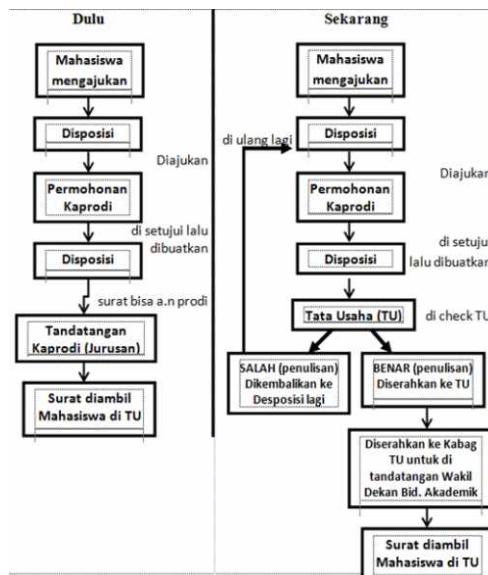 Dulu
Mahasiswa
mengajukan
Disposisi
Diajukan
Permohonan
Kaprodi
di setujui lalu
dibuatkan
Disposisi
surat bisa a.n prodi
Tandatangan
Kaprodi (Jurusan)
Surat diambil
Mahasiswa di TU
Sekarang
Mahasiswa
mengajukan
di ulang lagi
Disposisi
Diajukan
Permohonan
Kaprodi
di setuju
lalu dibuatkan
Disposisi
Tata Usaha (TU)
di check TU
SALAH (penulisan)
Dikembalikan ke
Desposisi lagi
BENAR (penulisan)
Diserahkan ke TU
Diserahkan ke Kabag
TU untuk di
tandatangan Wakil
Dekan Bid. Akademik
Surat diambil
Mahasiswa di TU